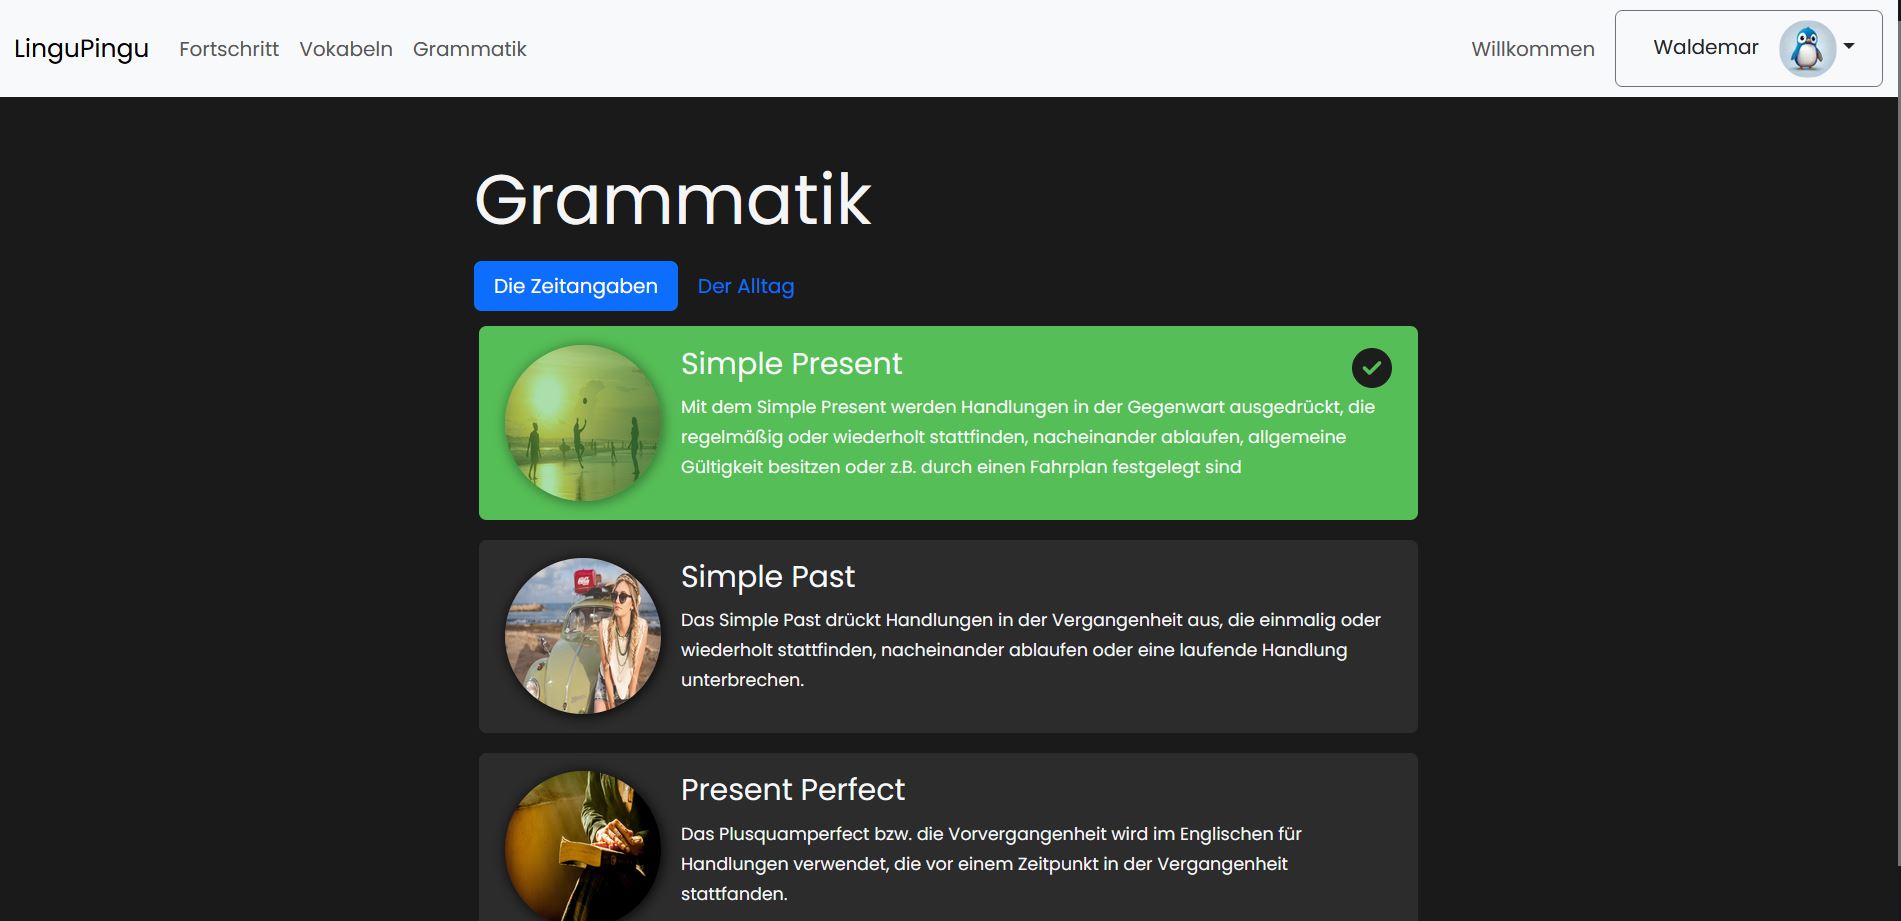 LinguPingu Fortschritt Vokabeln Grammatik Willkommen Waldemar
Grammatik
Die Zeitangaben Der Alltag
Simple Present
Mit dem Simple Present werden Handlungen in der Gegenwart ausgedrückt, die
regelmäßig oder wiederholt stattfinden, nacheinander ablaufen, allgemeine
Gültigkeit besitzen oder z.B. durch einen Fahrplan festgelegt sind
Simple Past
Das Simple Past drückt Handlungen in der Vergangenheit aus, die einmalig oder
wiederholt stattfinden, nacheinander ablaufen oder eine laufende Handlung
unterbrechen.
Present Perfect
Das Plusquamperfect bzw. die Vorvergangenheit wird im Englischen für
Handlungen verwendet, die vor einem Zeitpunkt in der Vergangenheit
stattfanden.